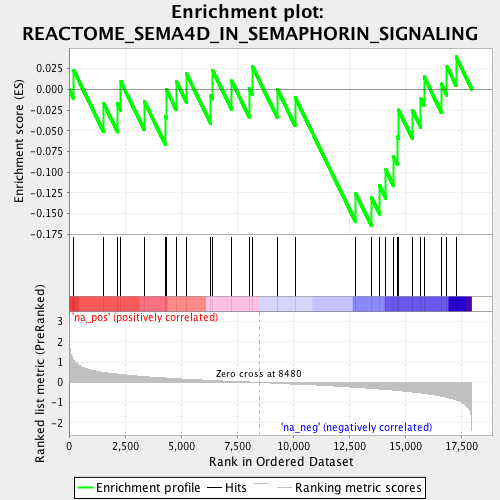 Enrichment plot:
REACTOME_SEMA4D_IN_SEMAPHORIN_SIGNALING
Enrichment score (ES)
0.025
0.000
-0.025
-0.050
-0.075
-0.100
-0.125
-0.150
-0.175
'na_pos' (positively correlated)
Ranked list metric (PreRanked)
3
2
1
0
-1
-2
Zero cross at 8480
'na_neg' (negatively correlated)
0 2,500 5,000 7,500 10,000 12,500 15,000 17,500
Rank in Ordered Dataset
Enrichment profile Hits Ranking metric scores